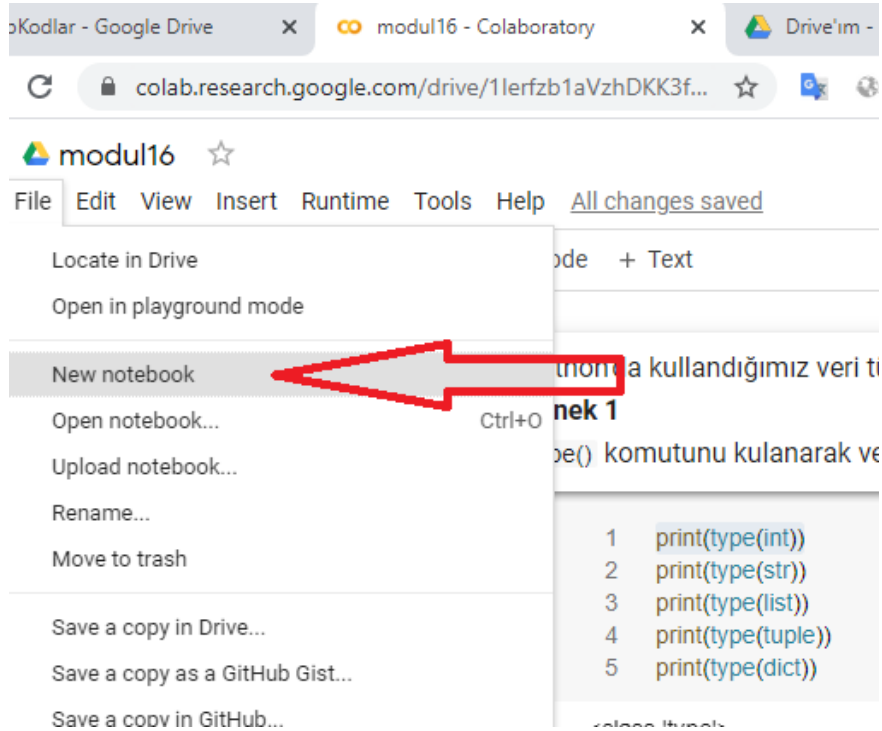 oKodlar - Google Drive
modul16 - Colaboratory
Drive'ım -
colab.research.google.com/drive/1lerfzb1aVzhDKK3f...
modul16
File Edit View Insert Runtime Tools Help All changes saved
Locate in Drive
ode + Text
Open in playground mode
New notebook
a kullandığımız veri
Open notebook... Ctrl+O
nek 1
pe() komutunu kulanarak ve
Upload notebook...
Rename...
Move to trash
1 print(type(int))
2 print(type(str))
3 print(type(list))
4 print(type(tuple))
5 print(type(dict))
Save a copy in Drive...
Save a copy as a GitHub Gist...
Save a copy in GitHub...